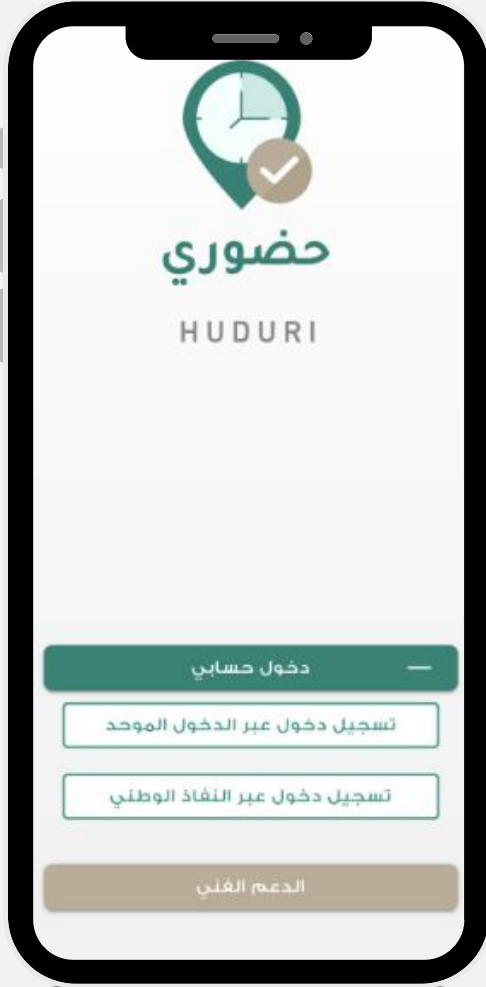 حضوري
HUDURI
دخول حسابي
تسجيل دخول عبر الدخول الموحد
تسجيل دخول عبر النفاذ الوطني
الدعم الفني